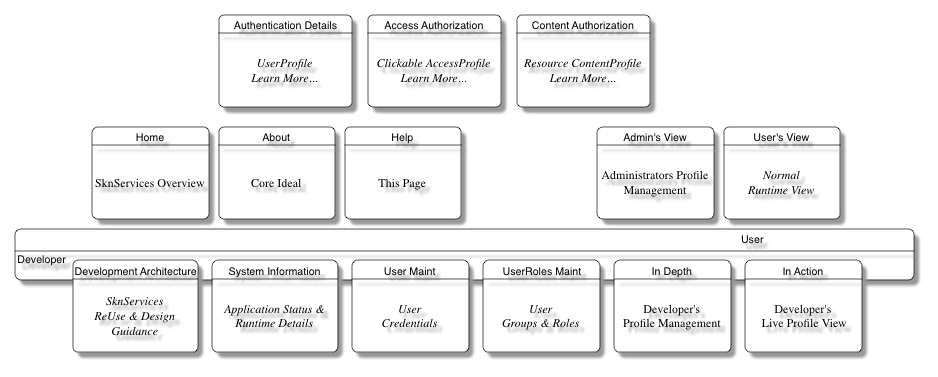 Authentication Details
UserProfile
Learn More…
Access Authorization
Clickable AccessProfile
Learn More…
Content Authorization
Resource ContentProfile
Learn More…
Home
SknServices Overview
About
Core Ideal
Help
This Page
Admin's View
Administrators Profile
Management
User's View
Normal
Runtime View
User
Developer
Development Architecture
SknServices
ReUse & Design
Guidance
System Information
Application Status &
Runtime Details
User Maint
User
Credentials
UserRoles Maint
User
Groups & Roles
In Depth
Developer's
Profile Management
In Action
Developer's
Live Profile View